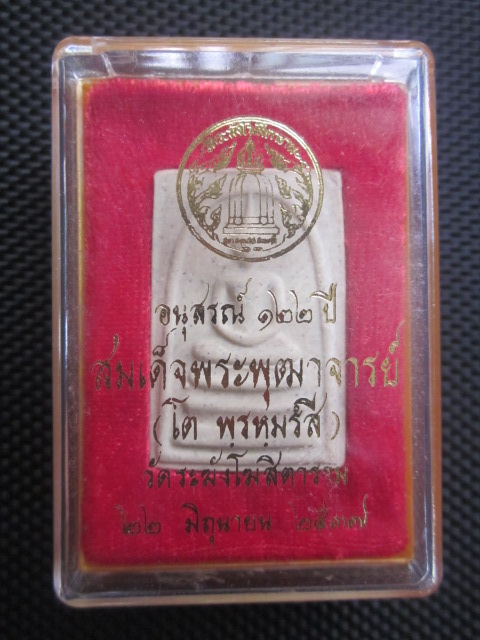 อนุสรณ์ ๑๒๒ ปี
สมเด็จพระพุฒาจารย์
(โต พฺรหฺมรํสี)
วัดระฆังโฆสิตาราม
๒๒ มิถุนายน ๒๕๓๗